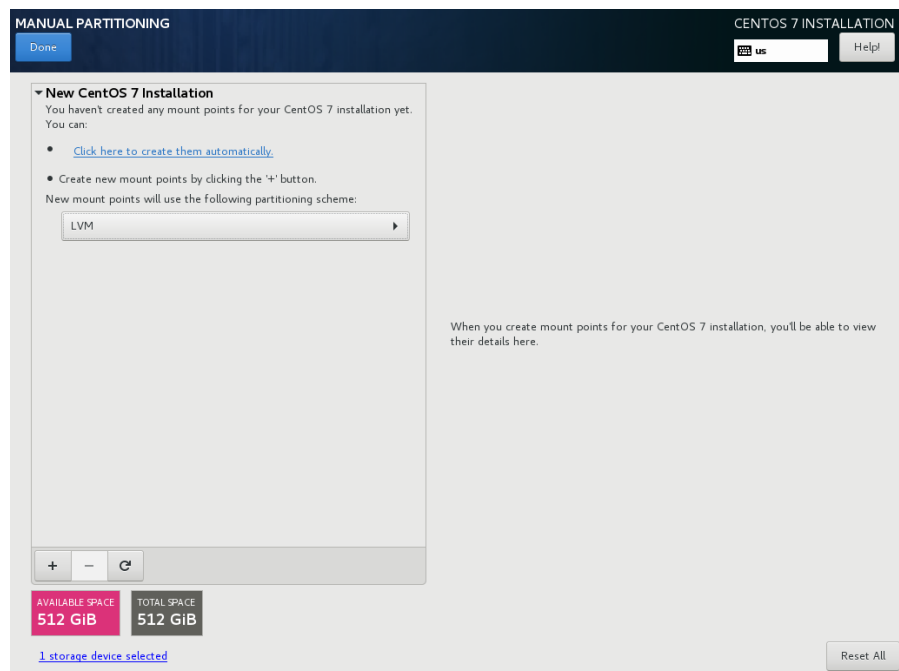 MANUAL PARTITIONING
CENTOS 7 INSTALLATION
Done
us
Help!
New CentOS 7 Installation
You haven't created any mount points for your CentOS 7 installation yet.
You can:
Click here to create them automatically.
Create new mount points by clicking the '+' button.
New mount points will use the following partitioning scheme:
LVM
When you create mount points for your CentOS 7 installation, you'll be able to view
their details here.
+ −
AVAILABLE SPACE
512 GiB
TOTAL SPACE
512 GiB
1 storage device selected
Reset All